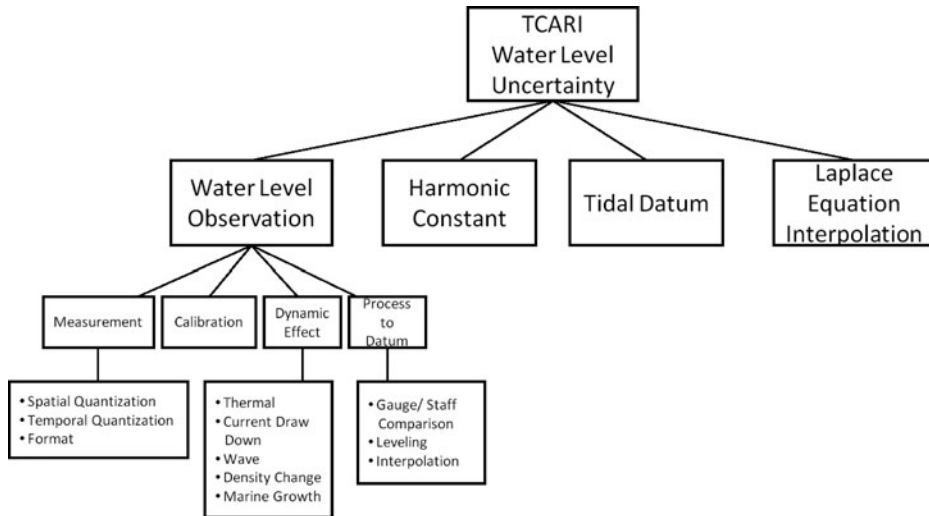 TCARI
Water Level
Uncertainty
Water Level
Observation
Harmonic
Constant
Tidal Datum
Laplace
Equation
Interpolation
Measurement
Calibration
Dynamic
Effect
Process
to
Datum
• Spatial Quantization
• Temporal Quantization
• Format
• Thermal
• Current Draw
Down
• Wave
• Density Change
• Marine Growth
• Gauge/ Staff
Comparison
• Leveling
• Interpolation